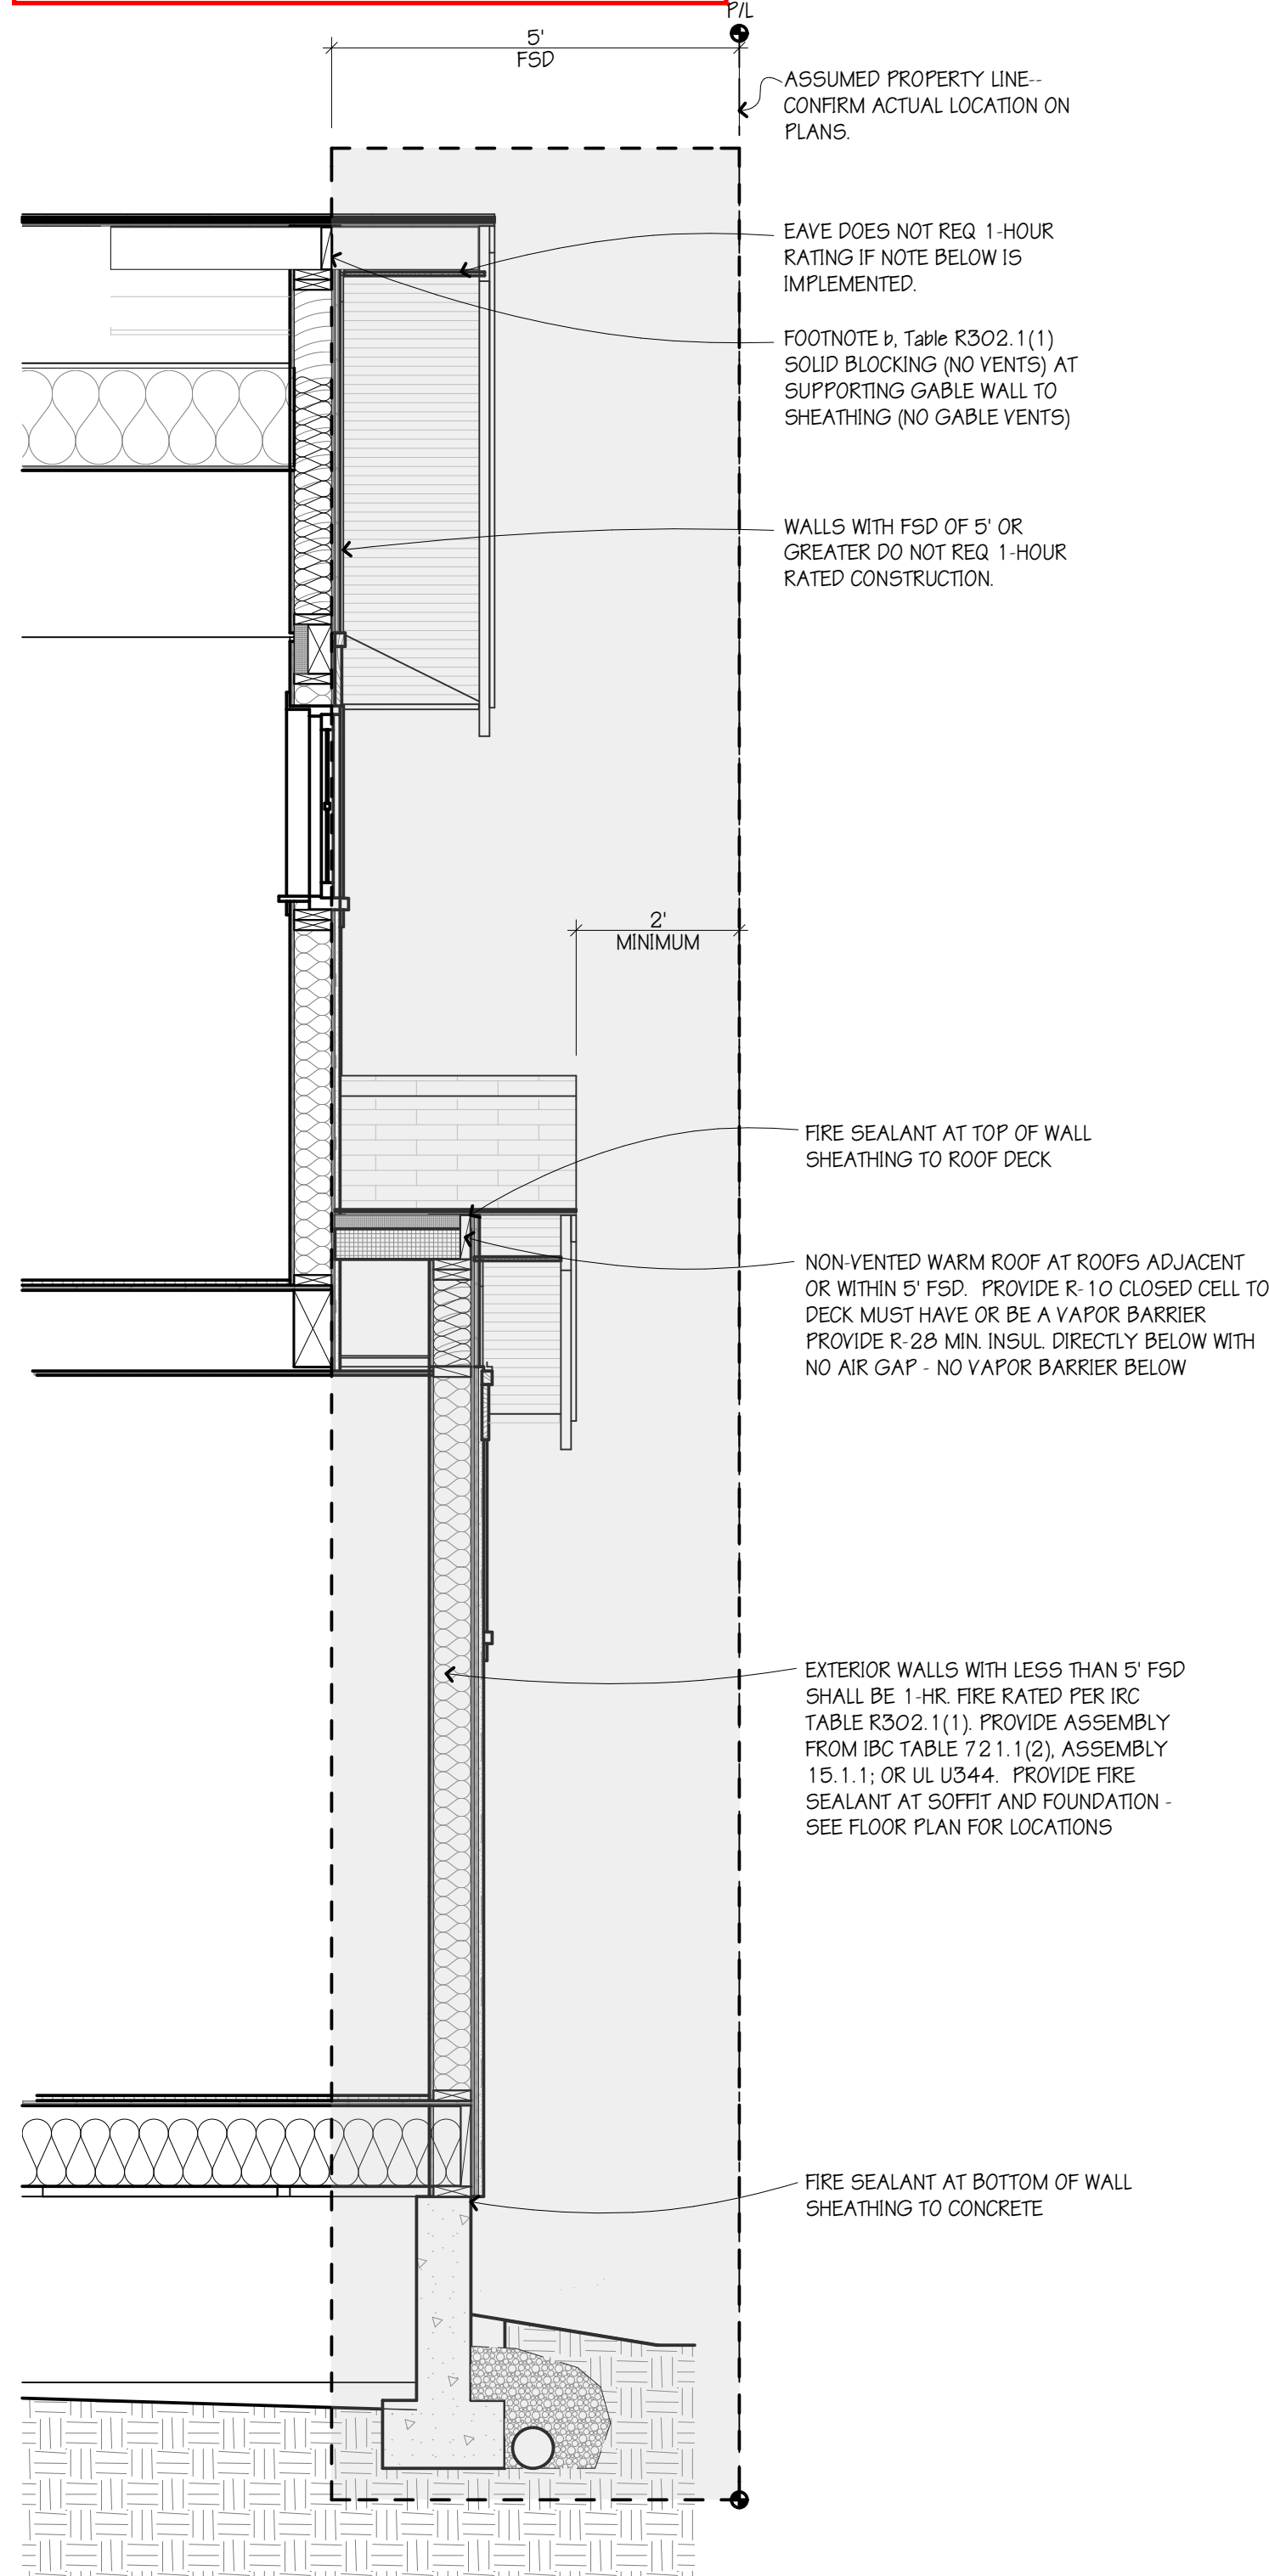 P/L
5'
FSD
ASSUMED PROPERTY LINE--
CONFIRM ACTUAL LOCATION ON
PLANS.
EAVE DOES NOT REQ 1-HOUR
RATING IF NOTE BELOW IS
IMPLEMENTED.
FOOTNOTE b, Table R302.1(1)
SOLID BLOCKING (NO VENTS) AT
SUPPORTING GABLE WALL TO
SHEATHING (NO GABLE VENTS)
WALLS WITH FSD OF 5' OR
GREATER DO NOT REQ 1-HOUR
RATED CONSTRUCTION.
2'
MINIMUM
FIRE SEALANT AT TOP OF WALL
SHEATHING TO ROOF DECK
NON-VENTED WARM ROOF AT ROOFS ADJACENT
OR WITHIN 5' FSD. PROVIDE R-10 CLOSED CELL TO
DECK MUST HAVE OR BE A VAPOR BARRIER
PROVIDE R-28 MIN. INSUL. DIRECTLY BELOW WITH
NO AIR GAP - NO VAPOR BARRIER BELOW
EXTERIOR WALLS WITH LESS THAN 5' FSD
SHALL BE 1-HR. FIRE RATED PER IRC
TABLE R302.1(1). PROVIDE ASSEMBLY
FROM IBC TABLE 721.1(2), ASSEMBLY
15.1.1; OR UL U344. PROVIDE FIRE
SEALANT AT SOFFIT AND FOUNDATION -
SEE FLOOR PLAN FOR LOCATIONS
FIRE SEALANT AT BOTTOM OF WALL
SHEATHING TO CONCRETE